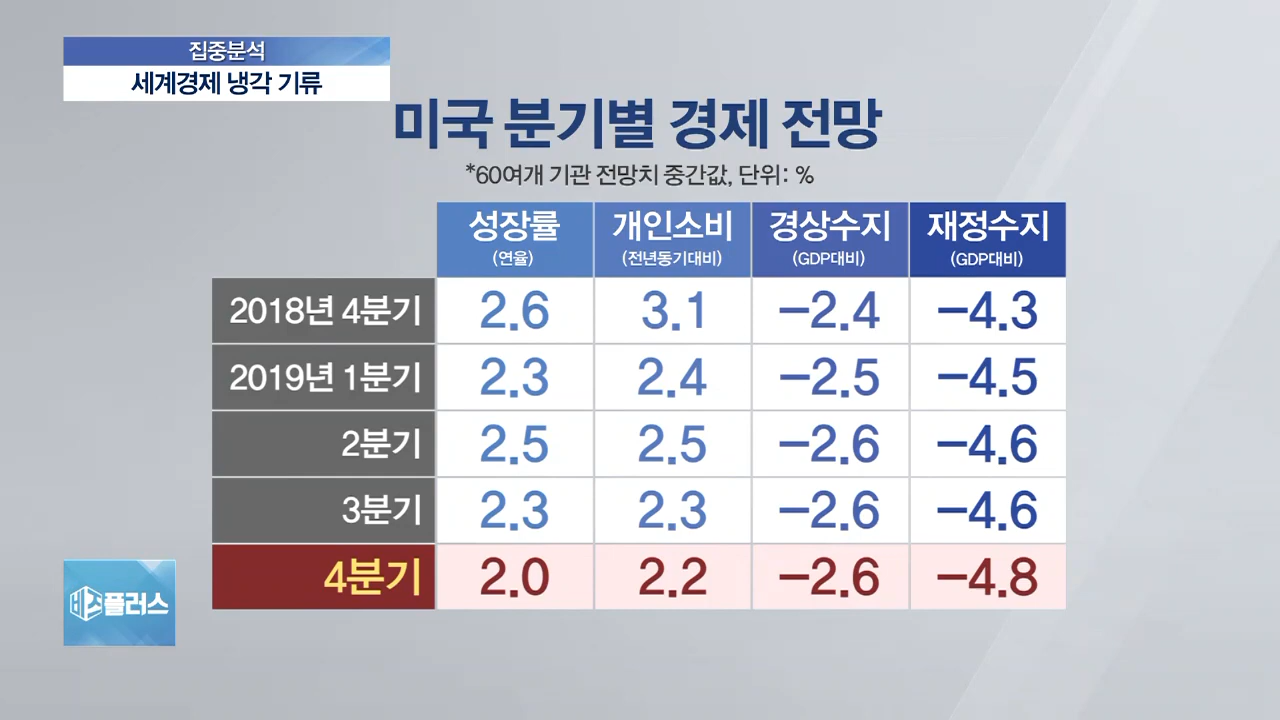 집중분석
세계경제 냉각 기류
미국 분기별 경제 전망
*60여개 기관 전망치 중간값, 단위: %
성장률 개인소비 경상수지 재정수지
(연율) (전년동기대비) (GDP대비) (GDP대비)
2018년 4분기 2.6 3.1 -2.4 -4.3
2019년 1분기 2.3 2.4 -2.5 -4.5
2분기 2.5 2.5 -2.6 -4.6
3분기 2.3 2.3 -2.6 -4.6
4분기 2.0 2.2 -2.6 -4.8
비즈플러스